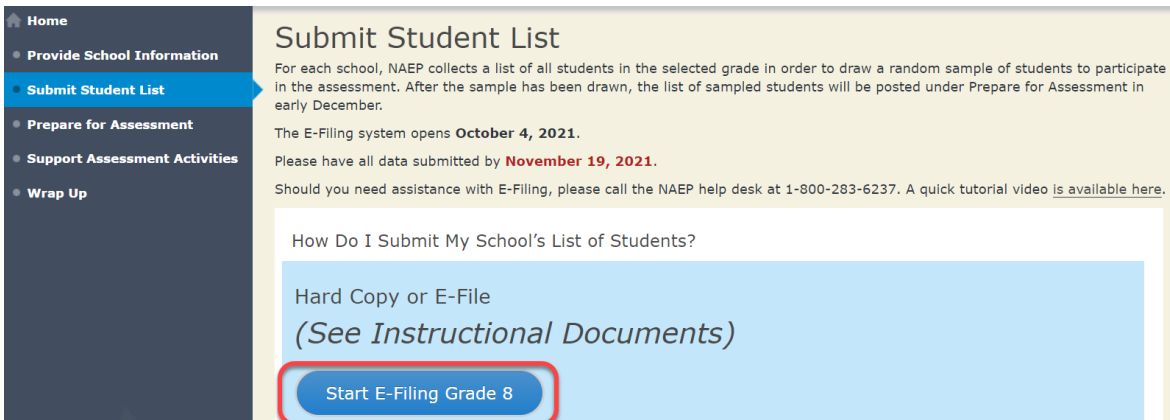 Home
Provide School Information
Submit Student List
Prepare for Assessment
Support Assessment Activities
Wrap Up
Submit Student List
For each school, NAEP collects a list of all students in the selected grade in order to draw a random sample of students to participate
in the assessment. After the sample has been drawn, the list of sampled students will be posted under Prepare for Assessment in
early December.
The E-Filing system opens October 4, 2021.
Please have all data submitted by November 19, 2021.
Should you need assistance with E-Filing, please call the NAEP help desk at 1-800-283-6237. A quick tutorial video is available here.
How Do I Submit My School’s List of Students?
Hard Copy or E-File
(See Instructional Documents)
Start E-Filing Grade 8